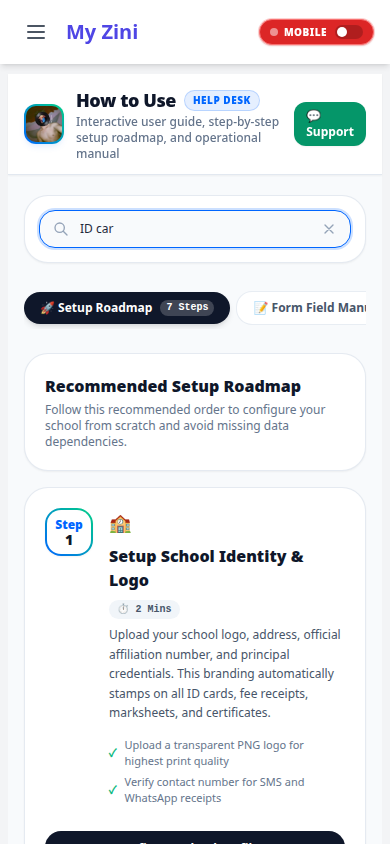 My Zini
MOBILE
How to Use
HELP DESK
Interactive user guide, step-by-step
setup roadmap, and operational
manual
💬
Support
ID car
🚀 Setup Roadmap 7 Steps
📝 Form Field Man
Recommended Setup Roadmap
Follow this recommended order to configure your
school from scratch and avoid missing data
dependencies.
Step
1
🏫
Setup School Identity &
Logo
⏱️ 2 Mins
Upload your school logo, address, official
affiliation number, and principal
credentials. This branding automatically
stamps on all ID cards, fee receipts,
marksheets, and certificates.
✓ Upload a transparent PNG logo for
highest print quality
✓ Verify contact number for SMS and
WhatsApp receipts